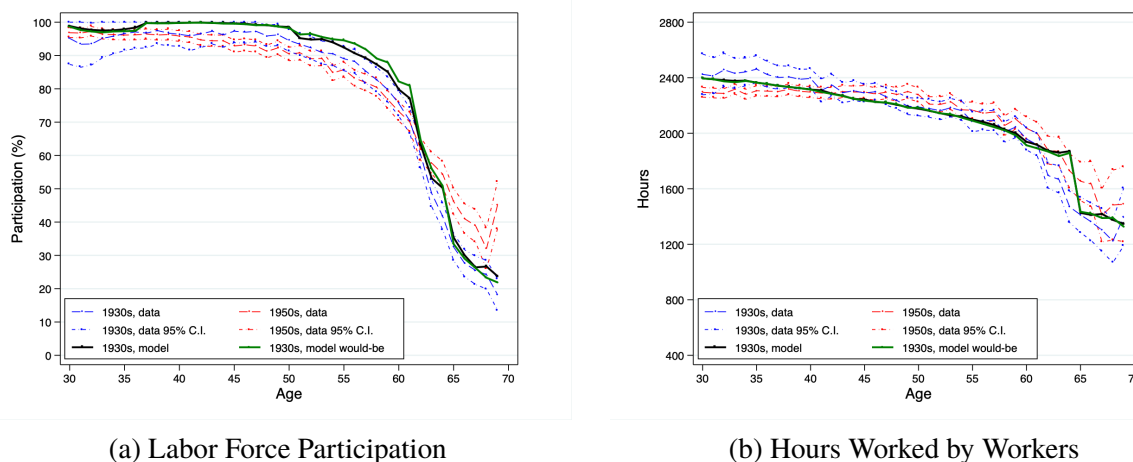 100
90
80
70
60
50
40
30
20
10
0
Participation (%)
30 35 40 45 50 55 60 65 70
Age
1930s, data
1950s, data
1930s, data 95% C.I.
1950s, data 95% C.I.
1930s, model
1930s, model would-be
(a) Labor Force Participation
2800
2400
2000
1600
1200
800
400
Hours
30 35 40 45 50 55 60 65 70
Age
1930s, data
1950s, data
1930s, data 95% C.I.
1950s, data 95% C.I.
1930s, model
1930s, model would-be
(b) Hours Worked by Workers